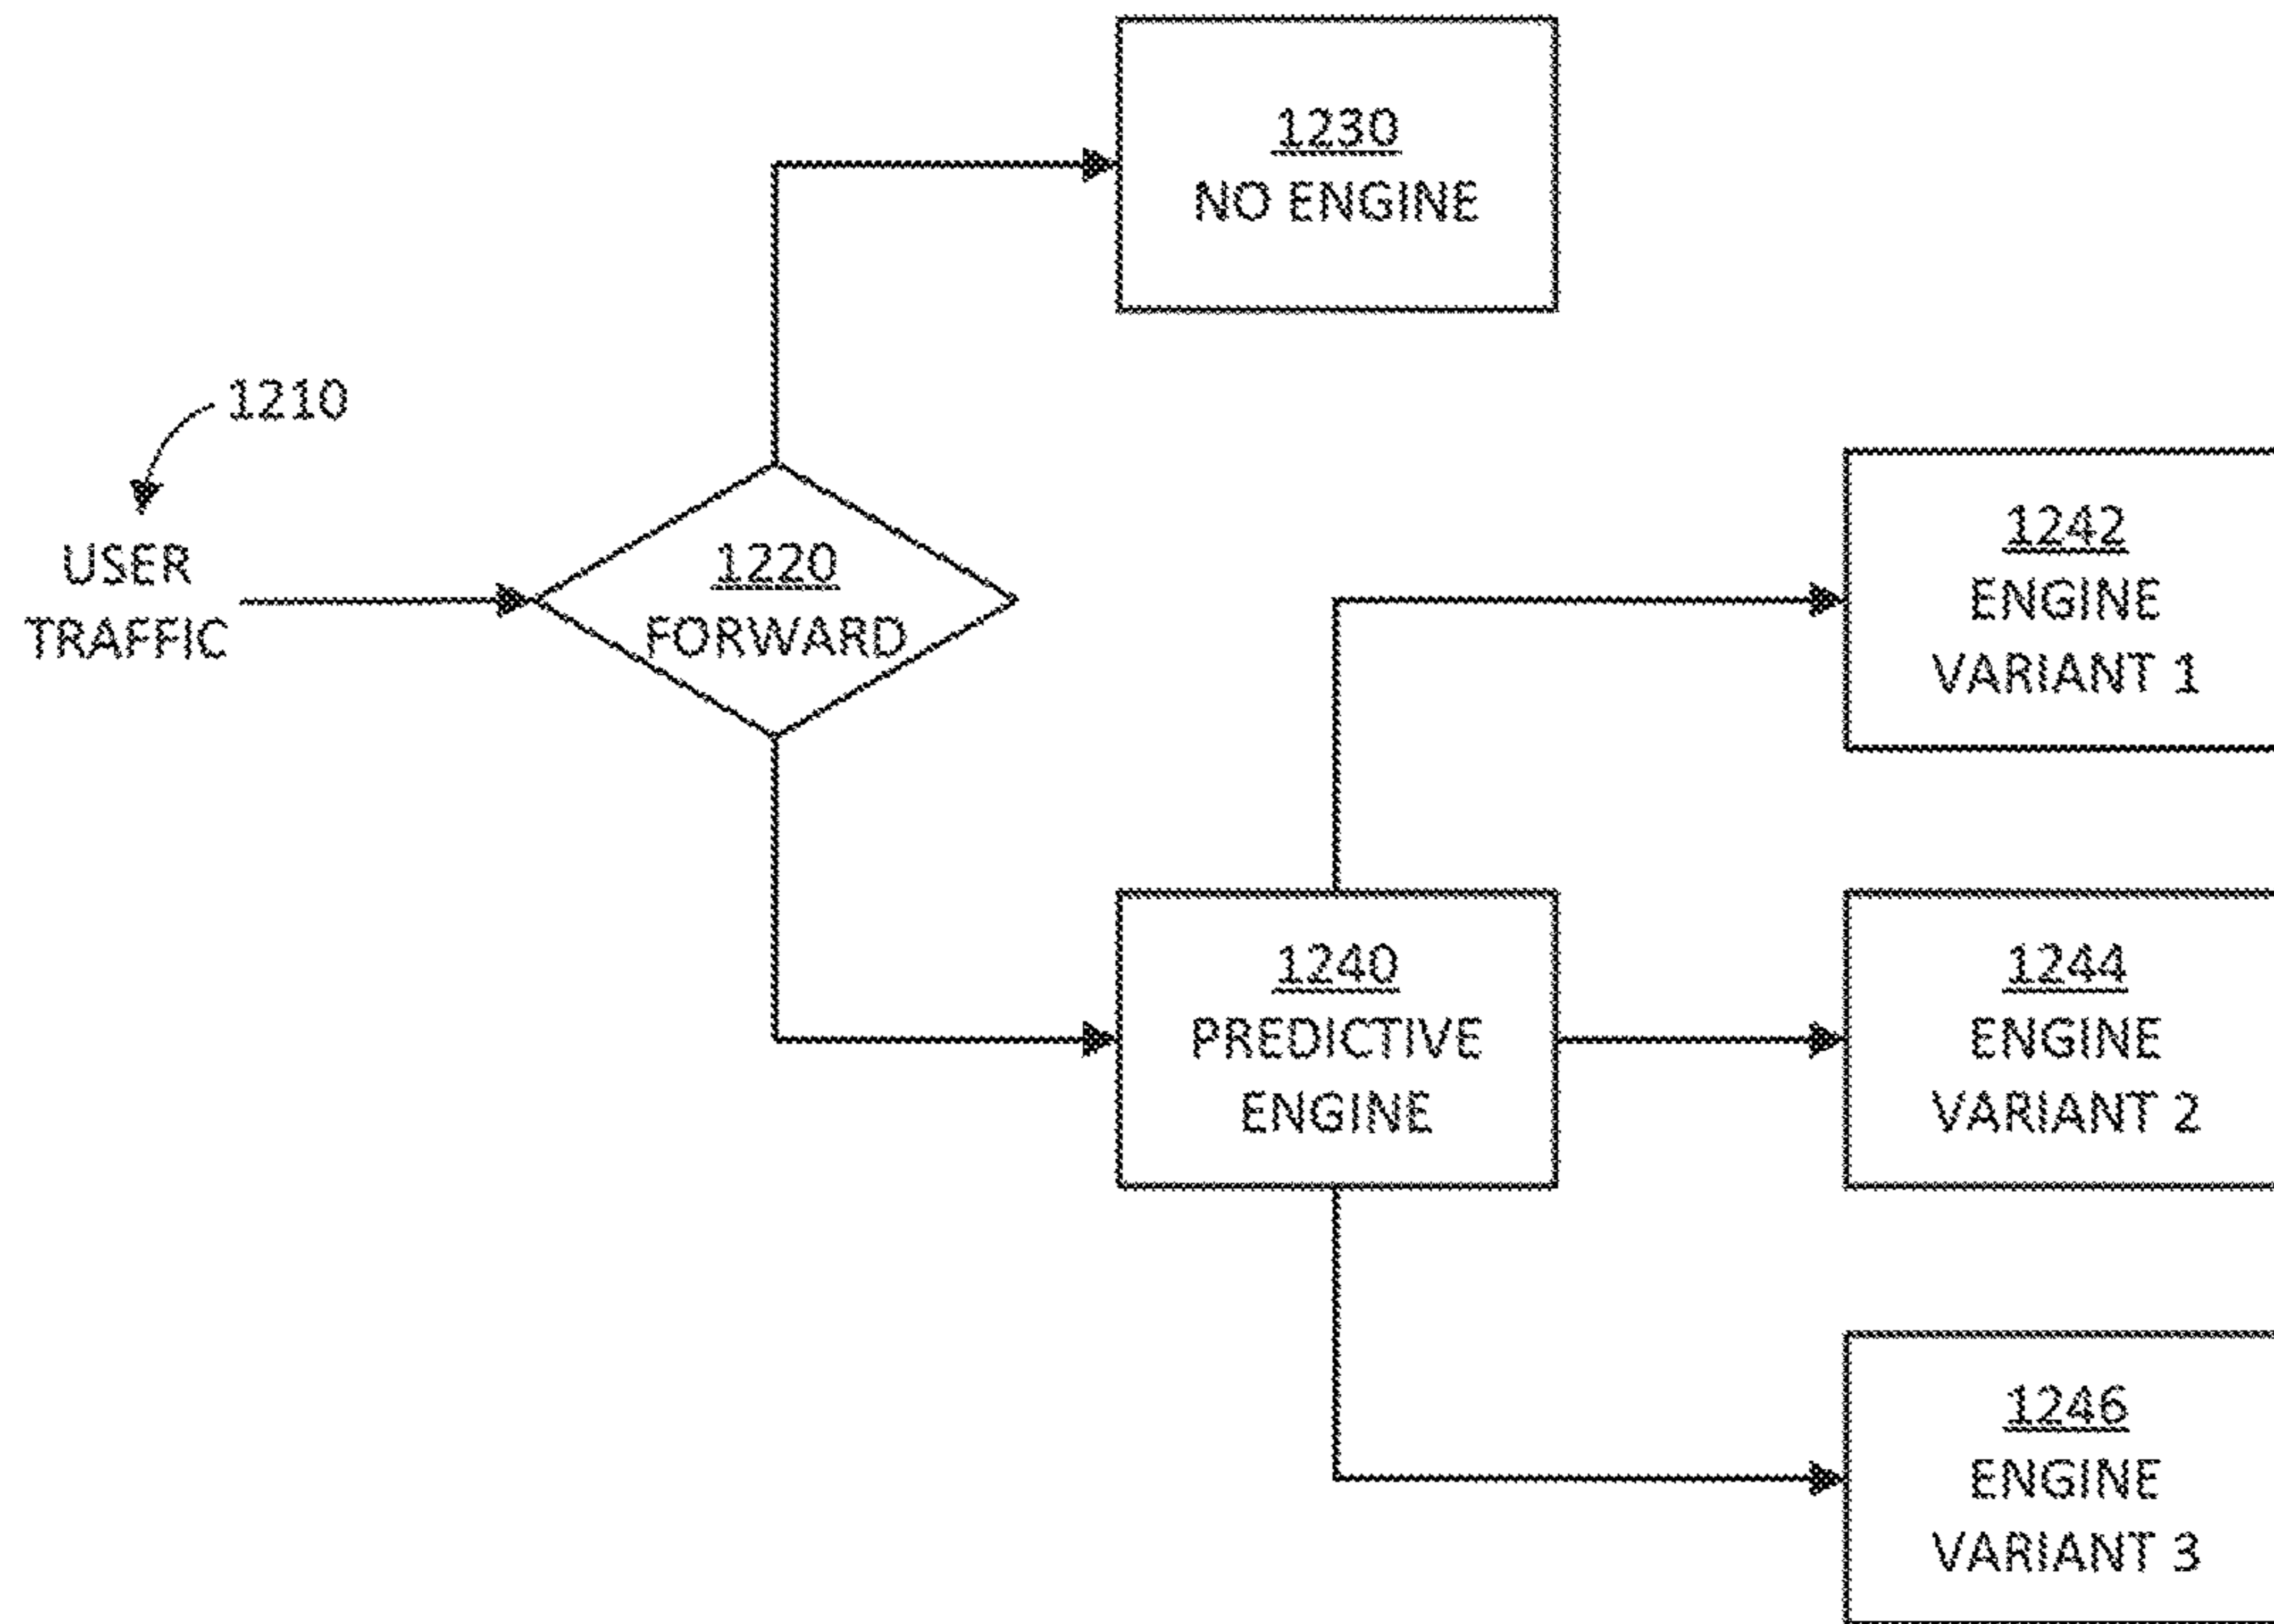 1230
NO ENGINE
1210
USER
TRAFFIC
1220
FORWARD
1242
ENGINE
VARIANT 1
1240
PREDICTIVE
ENGINE
1244
ENGINE
VARIANT 2
1246
ENGINE
VARIANT 3